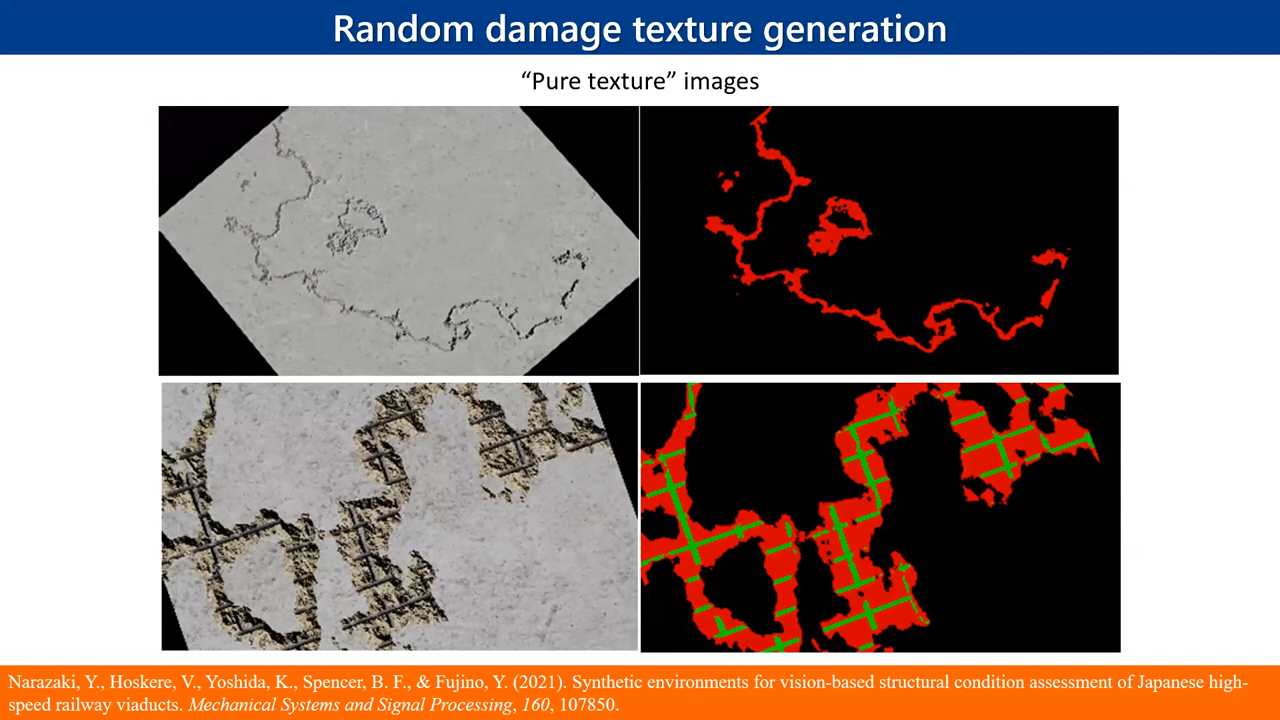 Random damage texture generation
“Pure texture” images
Narazaki, Y., Hoskere, V., Yoshida, K., Spencer, B. F., & Fujino, Y. (2021). Synthetic environments for vision-based structural condition assessment of Japanese high-
speed railway viaducts. Mechanical Systems and Signal Processing, 160, 107850.